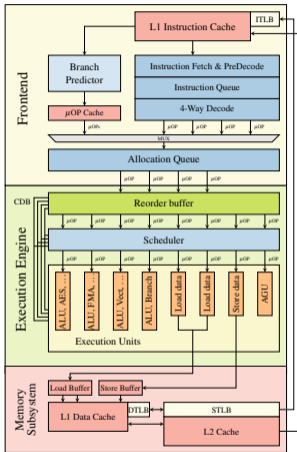 ITLB
L1 Instruction Cache
Frontend
Branch
Predictor
Instruction Fetch & PreDecode
Instruction Queue
µOP Cache
4-Way Decode
µOPs
µOP
µOP
µOP
µOP
MUX
Allocation Queue
µOP
µOP
µOP
µOP
CDB
Reorder buffer
Execution Engine
µOP
µOP
µOP
µOP
µOP
µOP
µOP
µOP
Scheduler
µOP
µOP
µOP
µOP
µOP
µOP
µOP
µOP
ALU, AES, …
ALU, FMA, …
ALU, Vect, …
ALU, Branch
Load data
Load data
Store data
AGU
Execution Units
Memory
Subsystem
Load Buffer
Store Buffer
L1 Data Cache
DTLB
STLB
L2 Cache